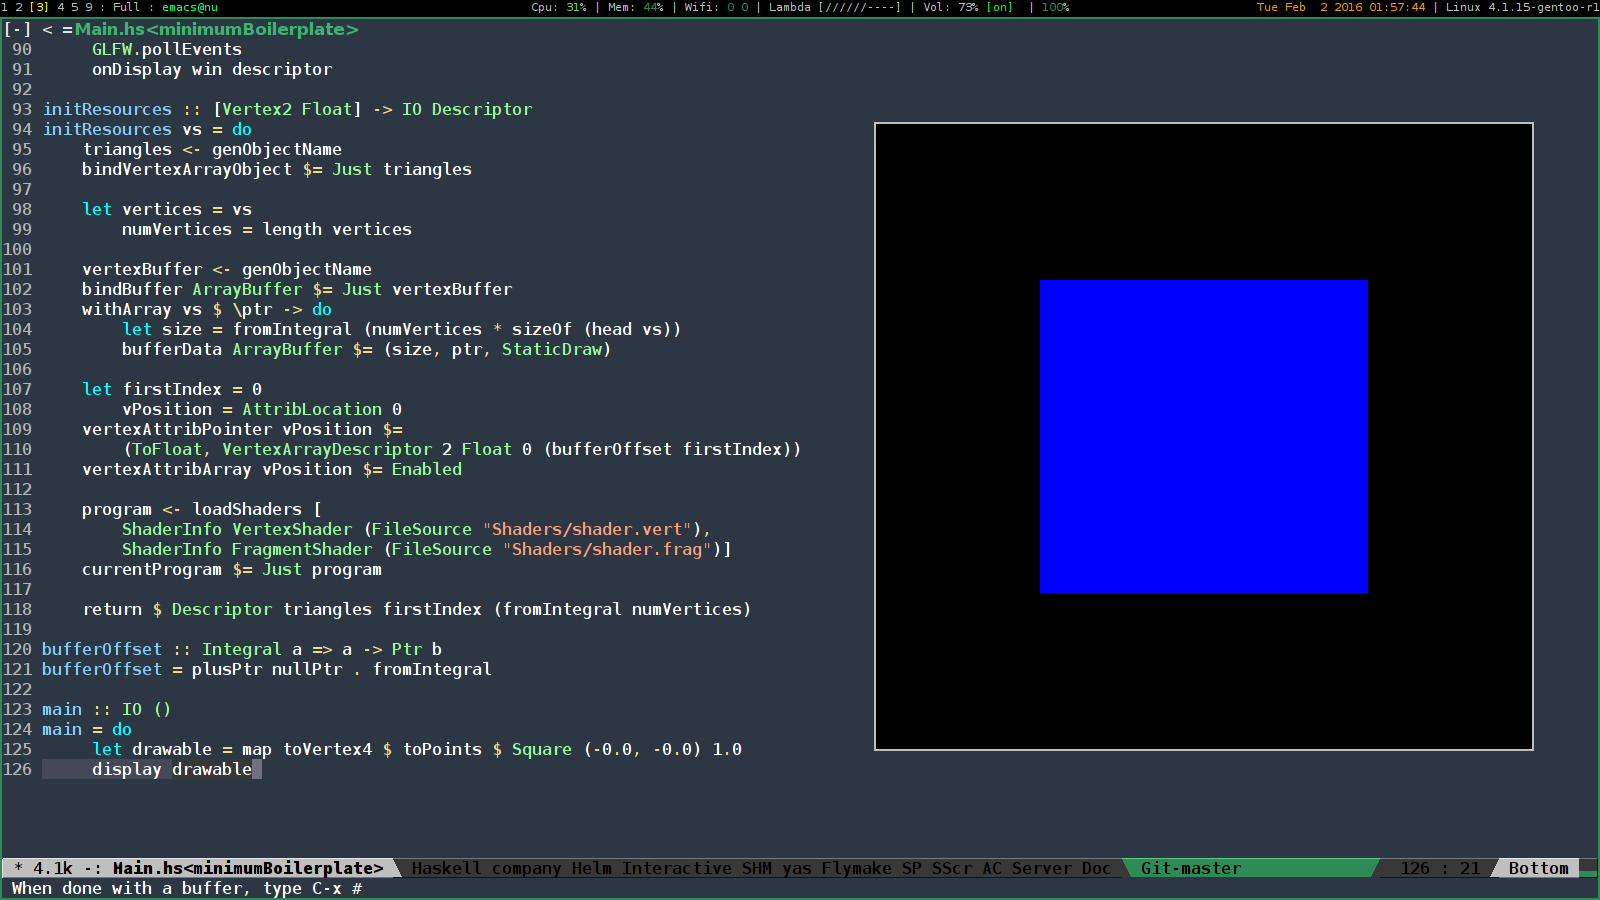 1 2 [3] 4 5 9 : Full : emacs@nu Cpu: 31% | Mem: 44% | Wifi: 0 0 | Lambda [//////----] | Vol: 73% [on] | 100% Tue Feb 2 2016 01:57:44 | Linux 4.1.15-gentoo-r1
[-] < =Main.hs<minimumBoilerplate>
90 GLFW.pollEvents
91 onDisplay win descriptor
92
93 initResources :: [Vertex2 Float] -> IO Descriptor
94 initResources vs = do
95 triangles <- genObjectName
96 bindVertexArrayObject $= Just triangles
97
98 let vertices = vs
99 numVertices = length vertices
100
101 vertexBuffer <- genObjectName
102 bindBuffer ArrayBuffer $= Just vertexBuffer
103 withArray vs $ \ptr -> do
104 let size = fromIntegral (numVertices * sizeOf (head vs))
105 bufferData ArrayBuffer $= (size, ptr, StaticDraw)
106
107 let firstIndex = 0
108 vPosition = AttribLocation 0
109 vertexAttribPointer vPosition $=
110 (ToFloat, VertexArrayDescriptor 2 Float 0 (bufferOffset firstIndex))
111 vertexAttribArray vPosition $= Enabled
112
113 program <- loadShaders [
114 ShaderInfo VertexShader (FileSource "Shaders/shader.vert"),
115 ShaderInfo FragmentShader (FileSource "Shaders/shader.frag")]
116 currentProgram $= Just program
117
118 return $ Descriptor triangles firstIndex (fromIntegral numVertices)
119
120 bufferOffset :: Integral a => a -> Ptr b
121 bufferOffset = plusPtr nullPtr . fromIntegral
122
123 main :: IO ()
124 main = do
125 let drawable = map toVertex4 $ toPoints $ Square (-0.0, -0.0) 1.0
126 display drawable
* 4.1k -: Main.hs<minimumBoilerplate> Haskell company Helm Interactive SHM yas Flymake SP SScr AC Server Doc Git-master 126 : 21 Bottom
When done with a buffer, type C-x #